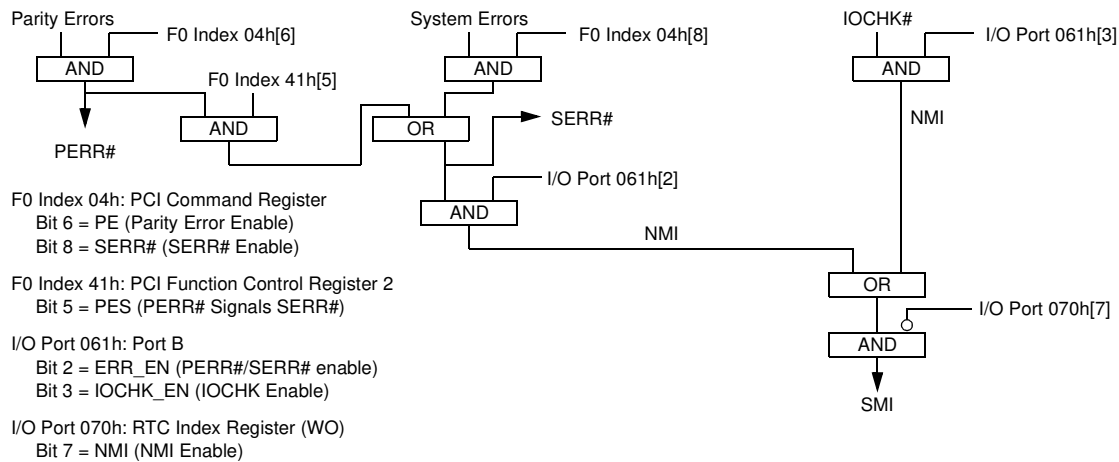 Parity Errors
F0 Index 04h[6]
AND
F0 Index 41h[5]
AND
PERR#
System Errors
F0 Index 04h[8]
AND
OR
SERR#
I/O Port 061h[2]
AND
NMI
IOCHK#
I/O Port 061h[3]
AND
NMI
OR
I/O Port 070h[7]
AND
SMI
F0 Index 04h: PCI Command Register
Bit 6 = PE (Parity Error Enable)
Bit 8 = SERR# (SERR# Enable)
F0 Index 41h: PCI Function Control Register 2
Bit 5 = PES (PERR# Signals SERR#)
I/O Port 061h: Port B
Bit 2 = ERR_EN (PERR#/SERR# enable)
Bit 3 = IOCHK_EN (IOCHK Enable)
I/O Port 070h: RTC Index Register (WO)
Bit 7 = NMI (NMI Enable)